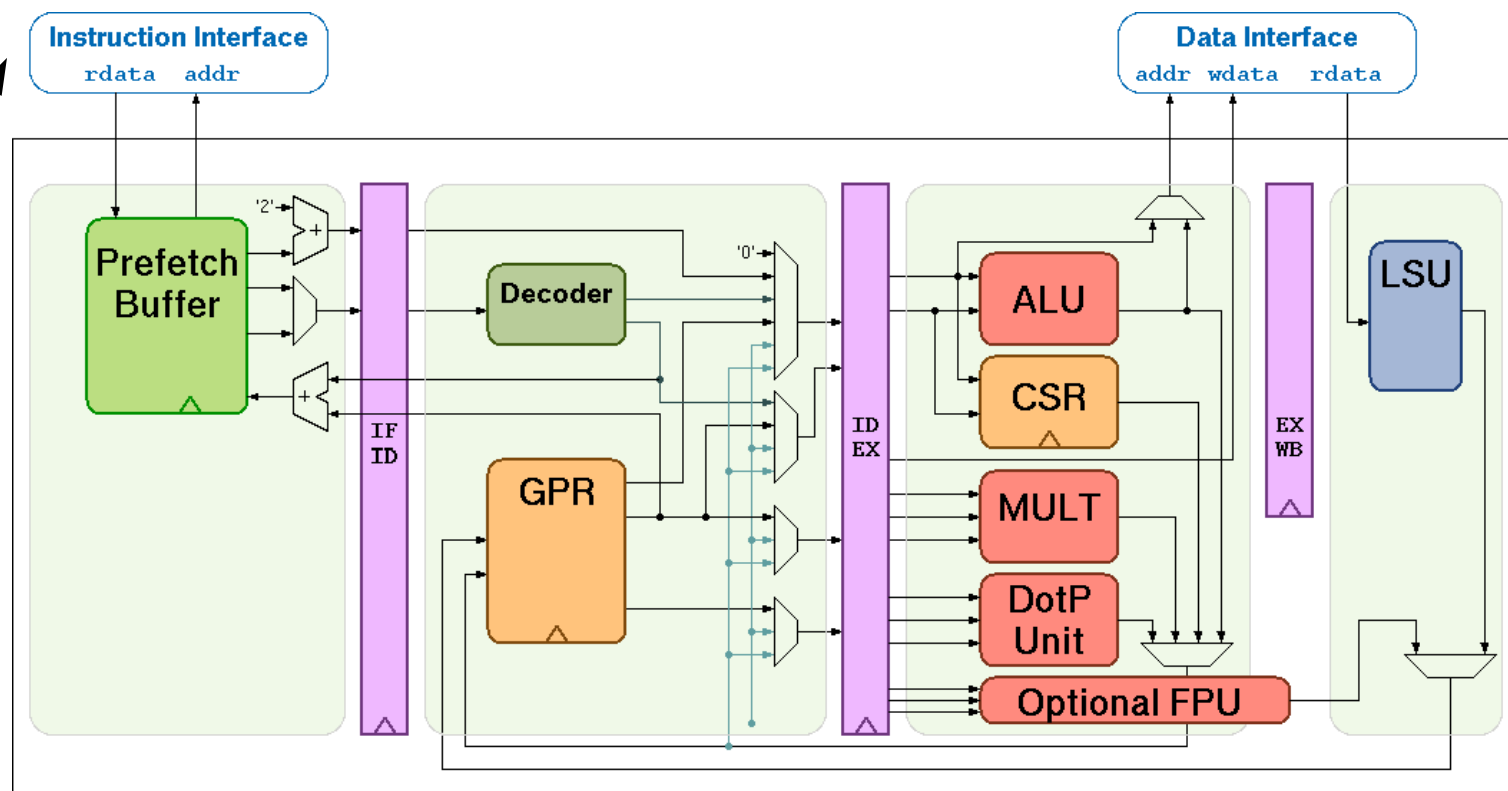 Instruction Interface
rdata addr
Data Interface
addr wdata rdata
'2'
+
Prefetch
Buffer
+
IF
ID
Decoder
'0'
GPR
ID
EX
ALU
CSR
MULT
DotP
Unit
Optional FPU
EX
WB
LSU